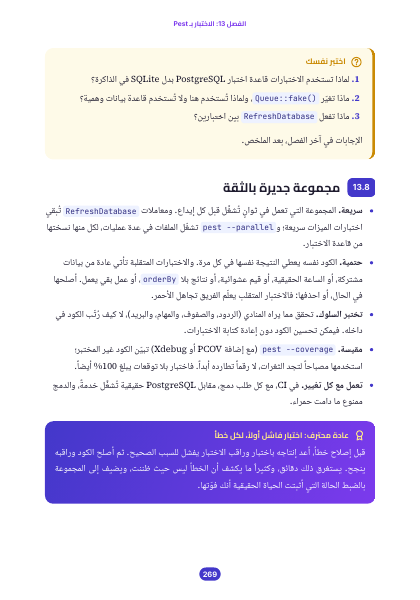 الفصل 13: الاختبار بـ Pest
اختبر نفسك
1. لماذا تستخدم الاختبارات قاعدة اختبار PostgreSQL بدل SQLite في الذاكرة؟
2. ماذا تغيّر Queue::fake()، ولماذا تُستخدم هنا ولا تُستخدم قاعدة بيانات وهمية؟
3. ماذا تفعل RefreshDatabase بين اختبارين؟
الإجابات في آخر الفصل، بعد الملخص.
13.8 مجموعة جديرة بالثقة
• سريعة. المجموعة التي تعمل في ثوانٍ تُشغَّل قبل كل إيداع. ومعاملات RefreshDatabase تُبقي
اختبارات الميزات سريعة؛ و pest --parallel تشغّل الملفات في عدة عمليات، لكل منها نسختها
من قاعدة الاختبار.
• حتمية. الكود نفسه يعطي النتيجة نفسها في كل مرة. والاختبارات المتقلبة تأتي عادة من بيانات
مشتركة، أو الساعة الحقيقية، أو قيم عشوائية، أو نتائج بلا orderBy، أو عمل بقي يعمل. أصلحها
في الحال، أو احذفها: فالاختبار المتقلب يعلّم الفريق تجاهل الأحمر.
• تختبر السلوك. تحقق مما يراه المنادي (الردود، والصفوف، والمهام، والبريد)، لا كيف رُتّب الكود في
داخله. فيمكن تحسين الكود دون إعادة كتابة الاختبارات.
• مقيسة. pest --coverage (مع إضافة PCOV أو Xdebug) تبيّن الكود غير المختبر؛
استخدمها مصباحاً لتجد الثغرات، لا رقماً تطارده أبداً. فاختبار بلا توقعات يبلغ 100% أيضاً.
• تعمل مع كل تغيير. في CI، مع كل طلب دمج، مقابل PostgreSQL حقيقية تُشغَّل خدمةً، والدمج
ممنوع ما دامت حمراء.
عادة محترف: اختبار فاشل أولاً، لكل خطأ
قبل إصلاح خطأ، أعد إنتاجه باختبار وراقب الاختبار يفشل للسبب الصحيح. ثم أصلح الكود وراقبه
ينجح. يستغرق ذلك دقائق، وكثيراً ما يكشف أن الخطأ ليس حيث ظننت، ويضيف إلى المجموعة
بالضبط الحالة التي أثبتت الحياة الحقيقية أنك فوّتها.
269